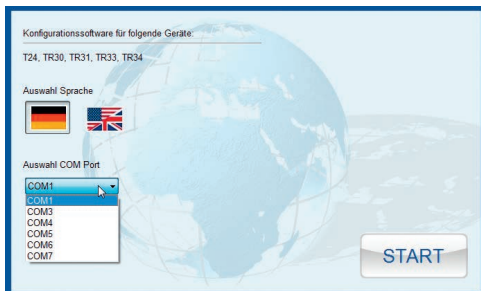 Konfigurationssoftware für folgende Geräte:
T24, TR30, TR31, TR33, TR34
Auswahl Sprache
Auswahl COM Port
COM1
COM1
COM3
COM4
COM5
COM6
COM7
START